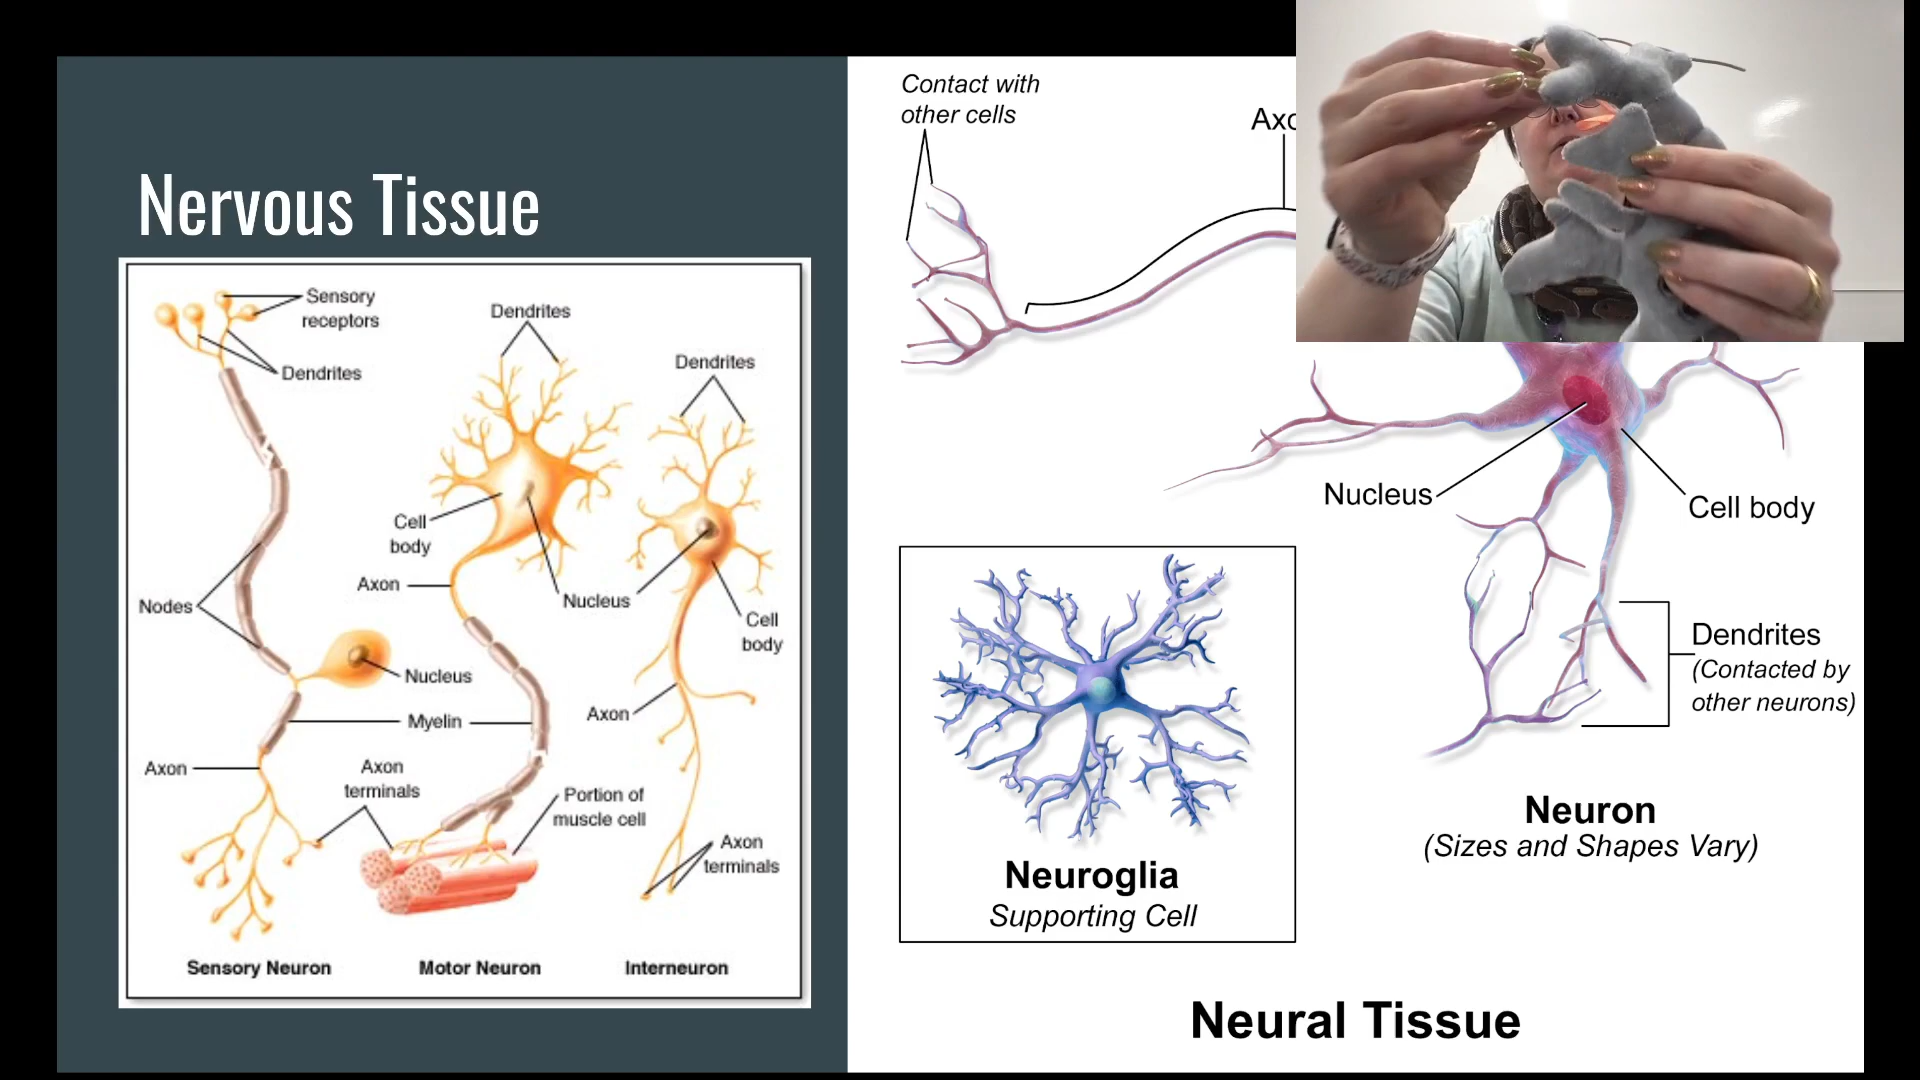 Nervous Tissue
Sensory
receptors
Dendrites
Dendrites
Dendrites
Cell
body
Axon
Nucleus
Cell
body
Nodes
Nucleus
Axon
Myelin
Axon
Axon
terminals
Portion of
muscle cell
Axon
terminals
Sensory Neuron
Motor Neuron
Interneuron
Contact with
other cells
Axo
Nucleus
Cell body
Dendrites
(Contacted by
other neurons)
Neuron
(Sizes and Shapes Vary)
Neuroglia
Supporting Cell
Neural Tissue